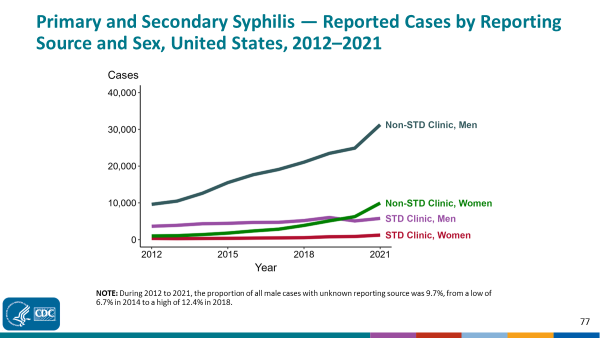 Primary and Secondary Syphilis — Reported Cases by Reporting
Source and Sex, United States, 2012–2021
Cases
40,000
30,000
20,000
10,000
0
Non-STD Clinic, Men
Non-STD Clinic, Women
STD Clinic, Men
STD Clinic, Women
2012
2015
2018
2021
Year
NOTE: During 2012 to 2021, the proportion of all male cases with unknown reporting source was 9.7%, from a low of
6.7% in 2014 to a high of 12.4% in 2018.
CDC
77